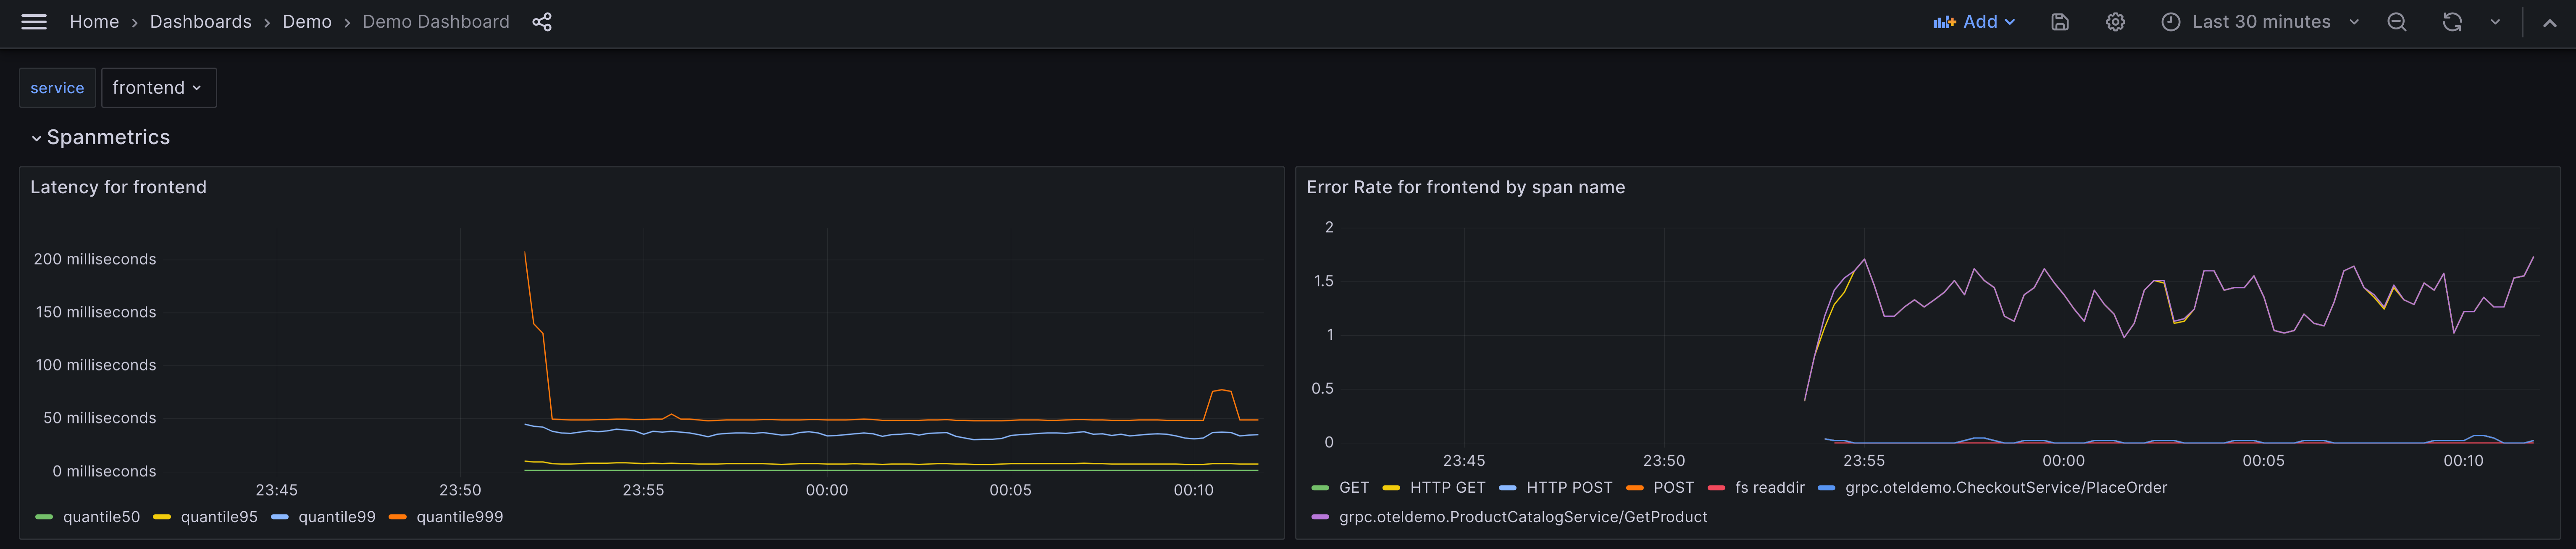 Home > Dashboards > Demo > Demo Dashboard Add Last 30 minutes
service frontend
Spanmetrics
Latency for frontend
200 milliseconds
150 milliseconds
100 milliseconds
50 milliseconds
0 milliseconds
23:45 23:50 23:55 00:00 00:05 00:10
quantile50 quantile95 quantile99 quantile999
Error Rate for frontend by span name
2
1.5
1
0.5
0
23:45 23:50 23:55 00:00 00:05 00:10
GET HTTP GET HTTP POST POST fs readdir grpc.oteldemo.CheckoutService/PlaceOrder
grpc.oteldemo.ProductCatalogService/GetProduct